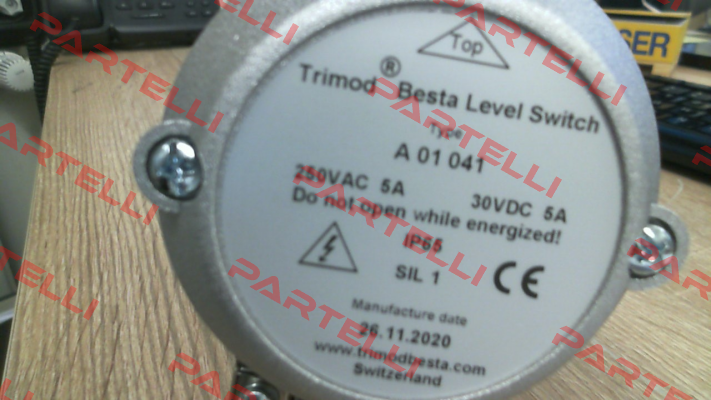 Top
Trimod® Besta Level Switch
Type
A 01 041
250VAC 5A 30VDC 5A
Do not open while energized!
IP65
SIL 1
CE
Manufacture date
26.11.2020
www.trimodbesta.com
Switzerland
GER
PARTELLI
PARTELLI
PARTELLI
PARTELLI
PARTELLI
PARTELLI
PARTELLI